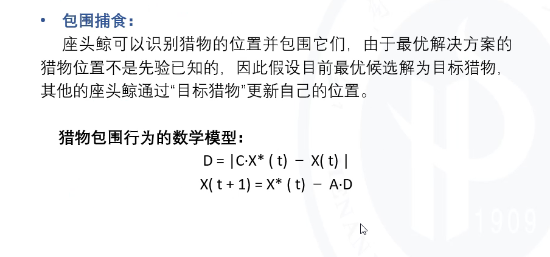 • 包围捕食：
座头鲸可以识别猎物的位置并包围它们，由于最优解决方案的
猎物位置不是先验已知的，因此假设目前最优候选解为目标猎物，
其他的座头鲸通过“目标猎物”更新自己的位置。
猎物包围行为的数学模型：
D = |C·X* ( t) － X( t) |
X( t + 1) = X* ( t) － A·D
1909